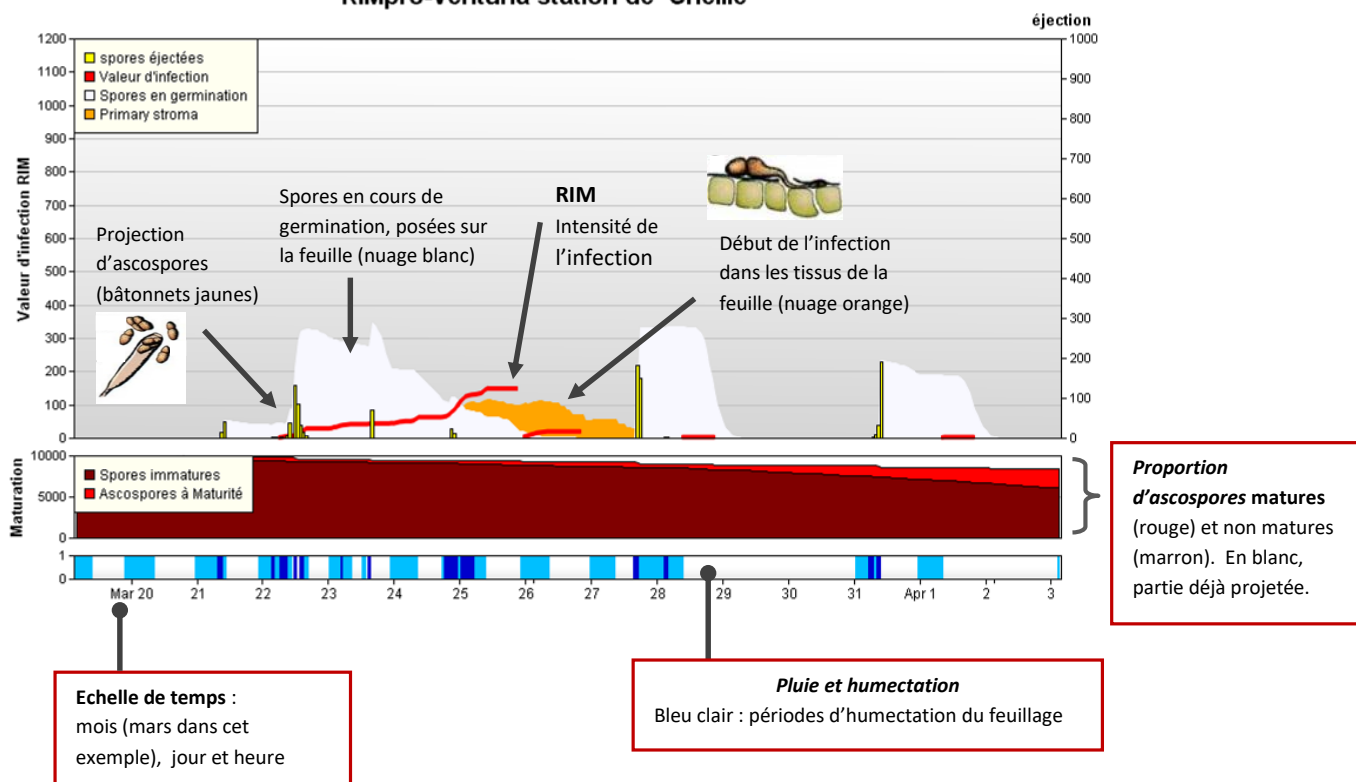 RIMpro-Venturia station de Cheillé
éjection
1200
1100
1000
900
800
700
600
500
400
300
200
100
0
Valeur d'infection RIM
spores éjectées
Valeur d'infection
Spores en germination
Primary stroma
1000
900
800
700
600
500
400
300
200
100
0
Projection
d'ascospores
(bâtonnets jaunes)
Spores en cours de
germination, posées sur
la feuille (nuage blanc)
RIM
Intensité de
l'infection
Début de l'infection
dans les tissus de la
feuille (nuage orange)
10000
5000
0
Maturation
Spores immatures
Ascospores à Maturité
1
0
Mar 20 21 22 23 24 25 26 27 28 29 30 31 Apr 1 2 3
Proportion
d'ascospores matures
(rouge) et non matures
(marron). En blanc,
partie déjà projetée.
Echelle de temps :
mois (mars dans cet
exemple), jour et heure
Pluie et humectation
Bleu clair : périodes d'humectation du feuillage